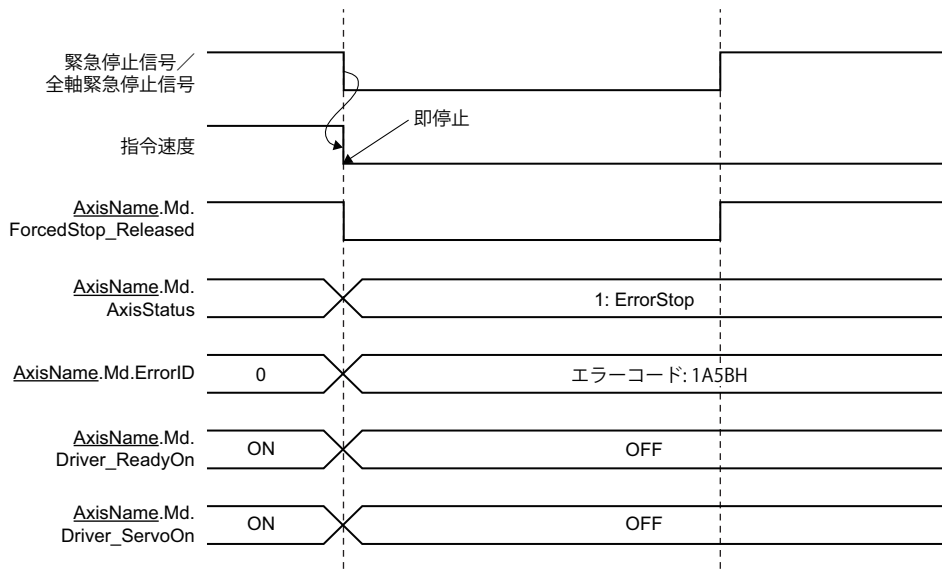 緊急停止信号／
全軸緊急停止信号
即停止
指令速度
AxisName.Md.
ForcedStop_Released
AxisName.Md.
AxisStatus
1: ErrorStop
AxisName.Md.ErrorID
0
エラーコード: 1A5BH
AxisName.Md.
Driver_ReadyOn
ON
OFF
AxisName.Md.
Driver_ServoOn
ON
OFF